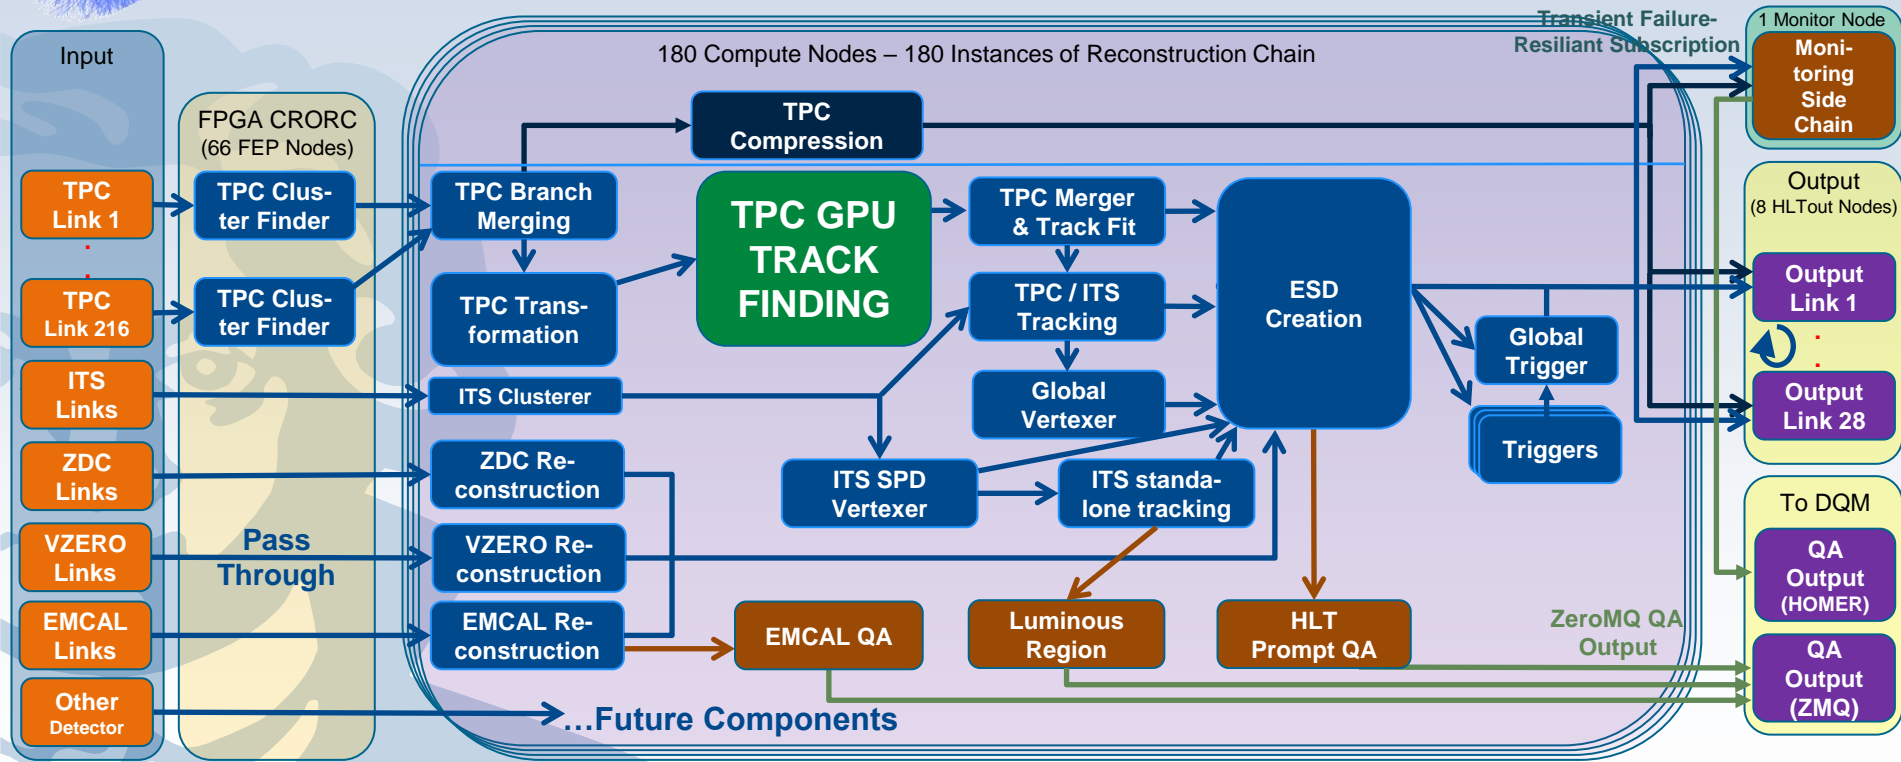 Input
TPC
Link 1
.
.
TPC
Link 216
ITS
Links
ZDC
Links
VZERO
Links
EMCAL
Links
Other
Detector
FPGA CRORC
(66 FEP Nodes)
TPC Clus-
ter Finder
TPC Clus-
ter Finder
Pass
Through
180 Compute Nodes – 180 Instances of Reconstruction Chain
TPC
Compression
TPC Branch
Merging
TPC Trans-
formation
TPC GPU
TRACK
FINDING
TPC Merger
& Track Fit
TPC / ITS
Tracking
Global
Vertexer
ESD
Creation
ITS Clusterer
ITS SPD
Vertexer
ITS standa-
lone tracking
ZDC Re-
construction
VZERO Re-
construction
EMCAL Re-
construction
EMCAL QA
Luminous
Region
HLT
Prompt QA
...Future Components
Global
Trigger
Triggers
ZeroMQ QA
Output
Transient Failure-
Resiliant Subscription
1 Monitor Node
Moni-
toring
Side
Chain
Output
(8 HLTout Nodes)
Output
Link 1
.
.
Output
Link 28
To DQM
QA
Output
(HOMER)
QA
Output
(ZMQ)